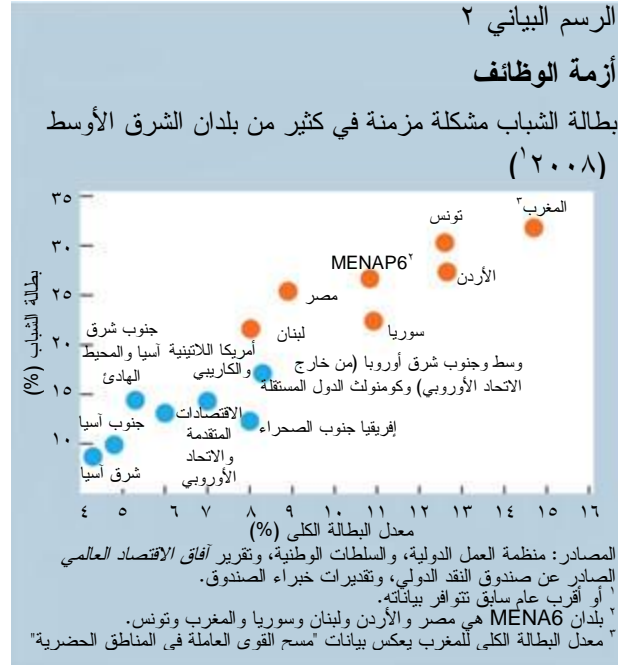 الرسم البياني ٢
أزمة الوظائف
بطالة الشباب مشكلة مزمنة في كثير من بلدان الشرق الأوسط
(٢٠٠٨¹)
بطالة الشباب (%)
٣٥
٣٠
٢٥
٢٠
١٥
١٠
المغرب³
تونس
الأردن
MENAP6²
مصر
سوريا
لبنان
جنوب شرق
آسيا والمحيط
الهادئ
أمريكا اللاتينية
والكاريبي
وسط وجنوب شرق أوروبا (من خارج
الاتحاد الأوروبي) وكومنولث الدول المستقلة
الاقتصادات
المتقدمة
والاتحاد
الأوروبي
إفريقيا جنوب الصحراء
جنوب آسيا
شرق آسيا
٤ ٥ ٦ ٧ ٨ ٩ ١٠ ١١ ١٢ ١٣ ١٤ ١٥ ١٦
معدل البطالة الكلى (%)
المصادر: منظمة العمل الدولية، والسلطات الوطنية، وتقرير آفاق الاقتصاد العالمي
الصادر عن صندوق النقد الدولي، وتقديرات خبراء الصندوق.
¹ أو أقرب عام سابق تتوافر بياناته.
² بلدان MENA6 هي مصر والأردن ولبنان وسوريا والمغرب وتونس.
³ معدل البطالة الكلى للمغرب يعكس بيانات "مسح القوى العاملة في المناطق الحضرية"